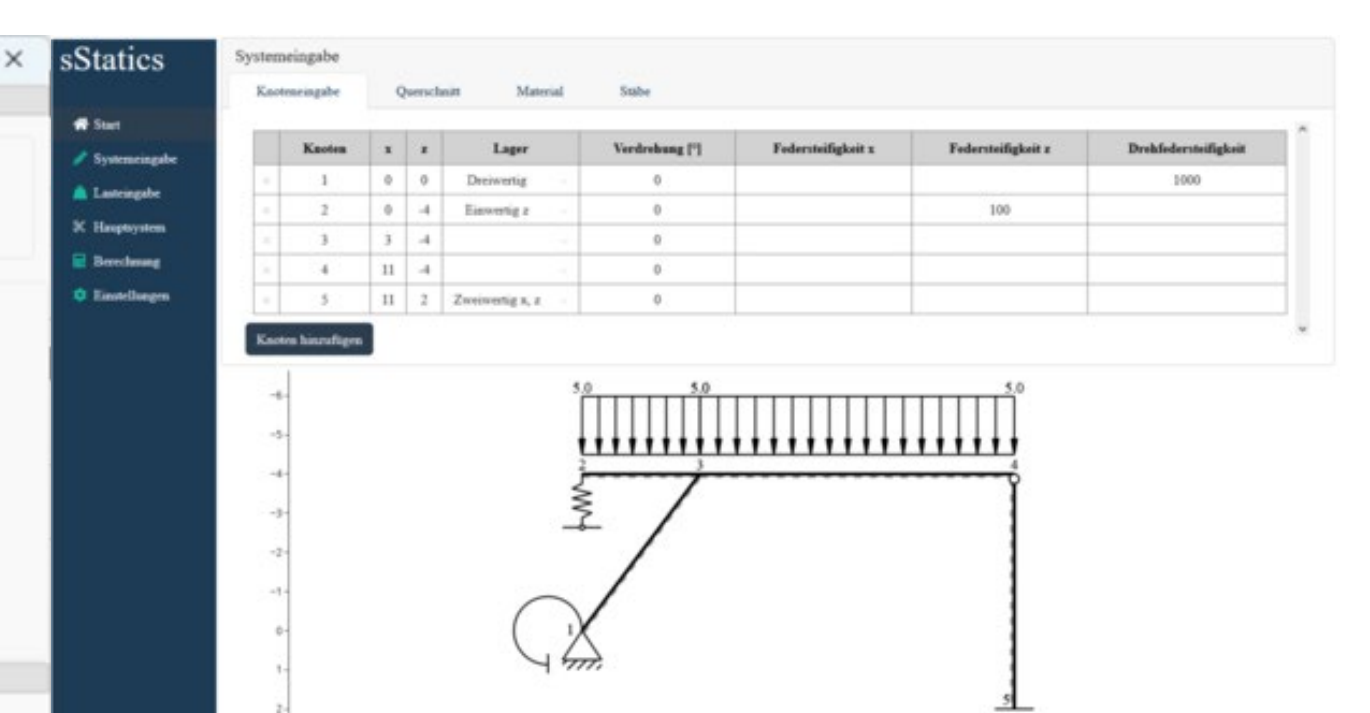 ×
sStatics
Start
Systemeingabe
Lasteingabe
Hauptsystem
Berechnung
Einstellungen
Systemeingabe
Knoteneingabe Querschnitt Material Stäbe
Knoten x z Lager Verdrehung [°] Federsteifigkeit x Federsteifigkeit z Drehfedersteifigkeit
1 0 0 Dreiwertig 0 1000
2 0 -4 Einwertig z 0 100
3 3 -4 0
4 11 -4 0
5 11 2 Zweiwertig x, z 0
Knoten hinzufügen
-6
5.0 5.0 5.0
-5
-4
2 3 4
-3
-2
-1
0
1
1
2
5